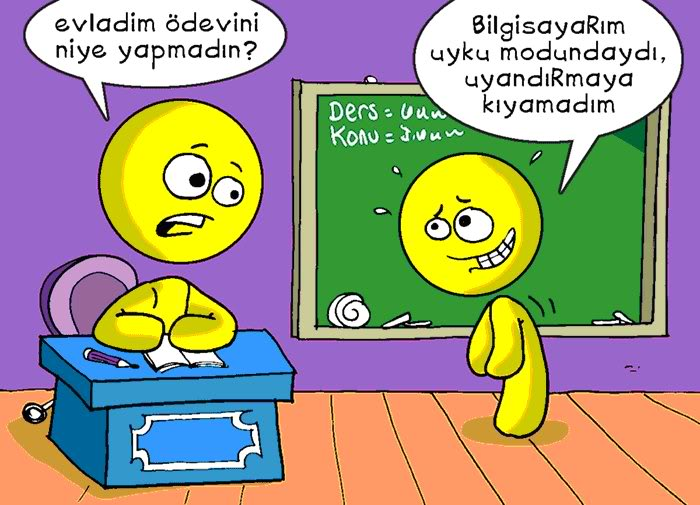 evladim ödevini
niye yapmadın?
BilgisayaRım
uyku modundaydı,
uyandıRmaya
kıyamadım
Ders =
Konu =